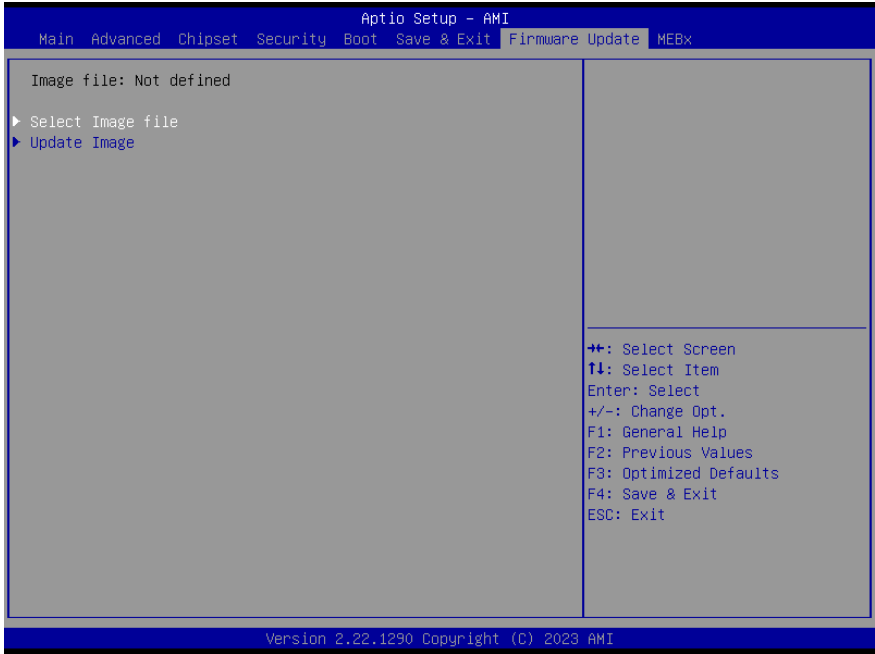 Aptio Setup – AMI
Main Advanced Chipset Security Boot Save & Exit Firmware Update MEBx
Image file: Not defined
▶ Select Image file
▶ Update Image
→←: Select Screen
↑↓: Select Item
Enter: Select
+/-: Change Opt.
F1: General Help
F2: Previous Values
F3: Optimized Defaults
F4: Save & Exit
ESC: Exit
Version 2.22.1290 Copyright (C) 2023 AMI